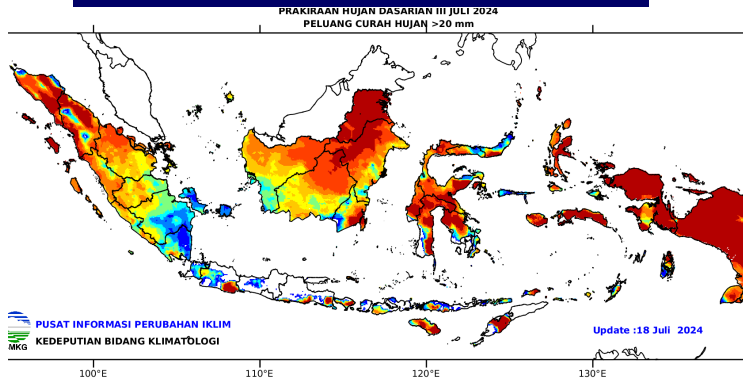 PRAKIRAAN HUJAN DASARIAN III JULI 2024
PELUANG CURAH HUJAN >20 mm
PUSAT INFORMASI PERUBAHAN IKLIM
KEDEPUTIAN BIDANG KLIMATOLOGI
MKG
Update :18 Juli 2024
100°E 110°E 120°E 130°E